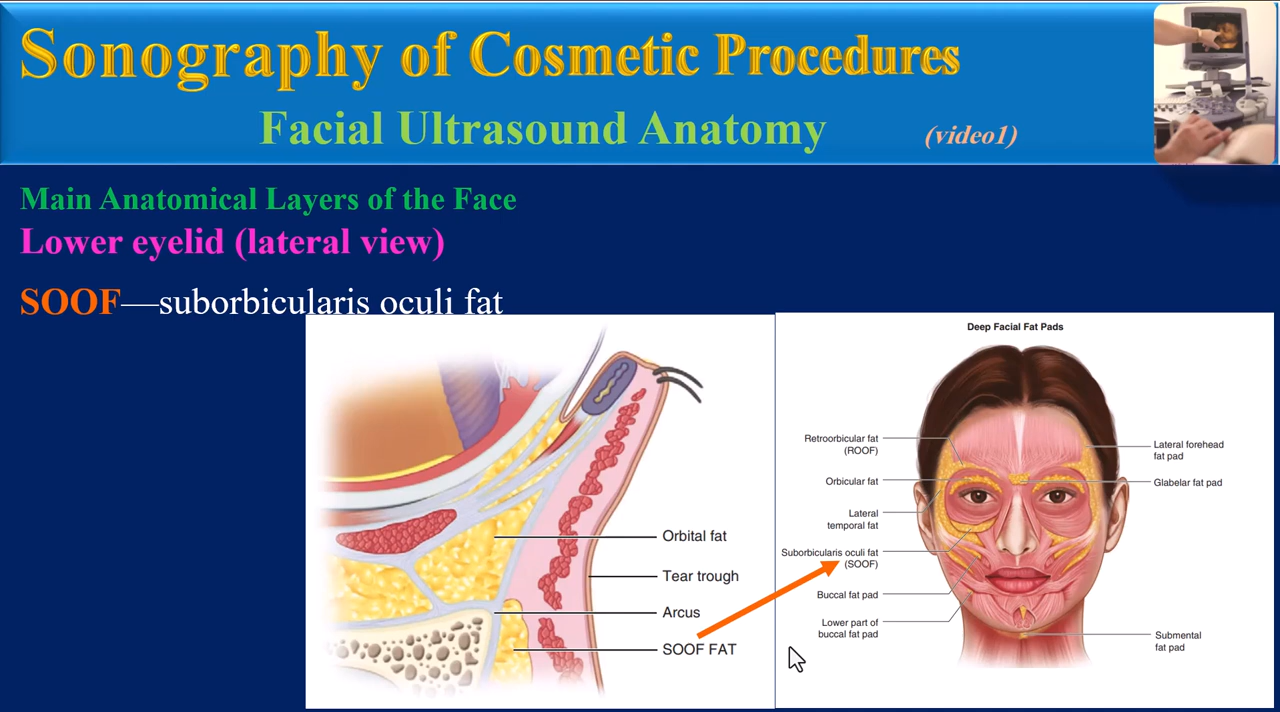 Sonography of Cosmetic Procedures
Facial Ultrasound Anatomy (video1)
Main Anatomical Layers of the Face
Lower eyelid (lateral view)
SOOF—suborbicularis oculi fat
Orbital fat
Tear trough
Arcus
SOOF FAT
Deep Facial Fat Pads
Retroorbicular fat
(ROOF)
Orbicular fat
Lateral
temporal fat
Suborbicularis oculi fat
(SOOF)
Buccal fat pad
Lower part of
buccal fat pad
Lateral forehead
fat pad
Glabelar fat pad
Submental
fat pad